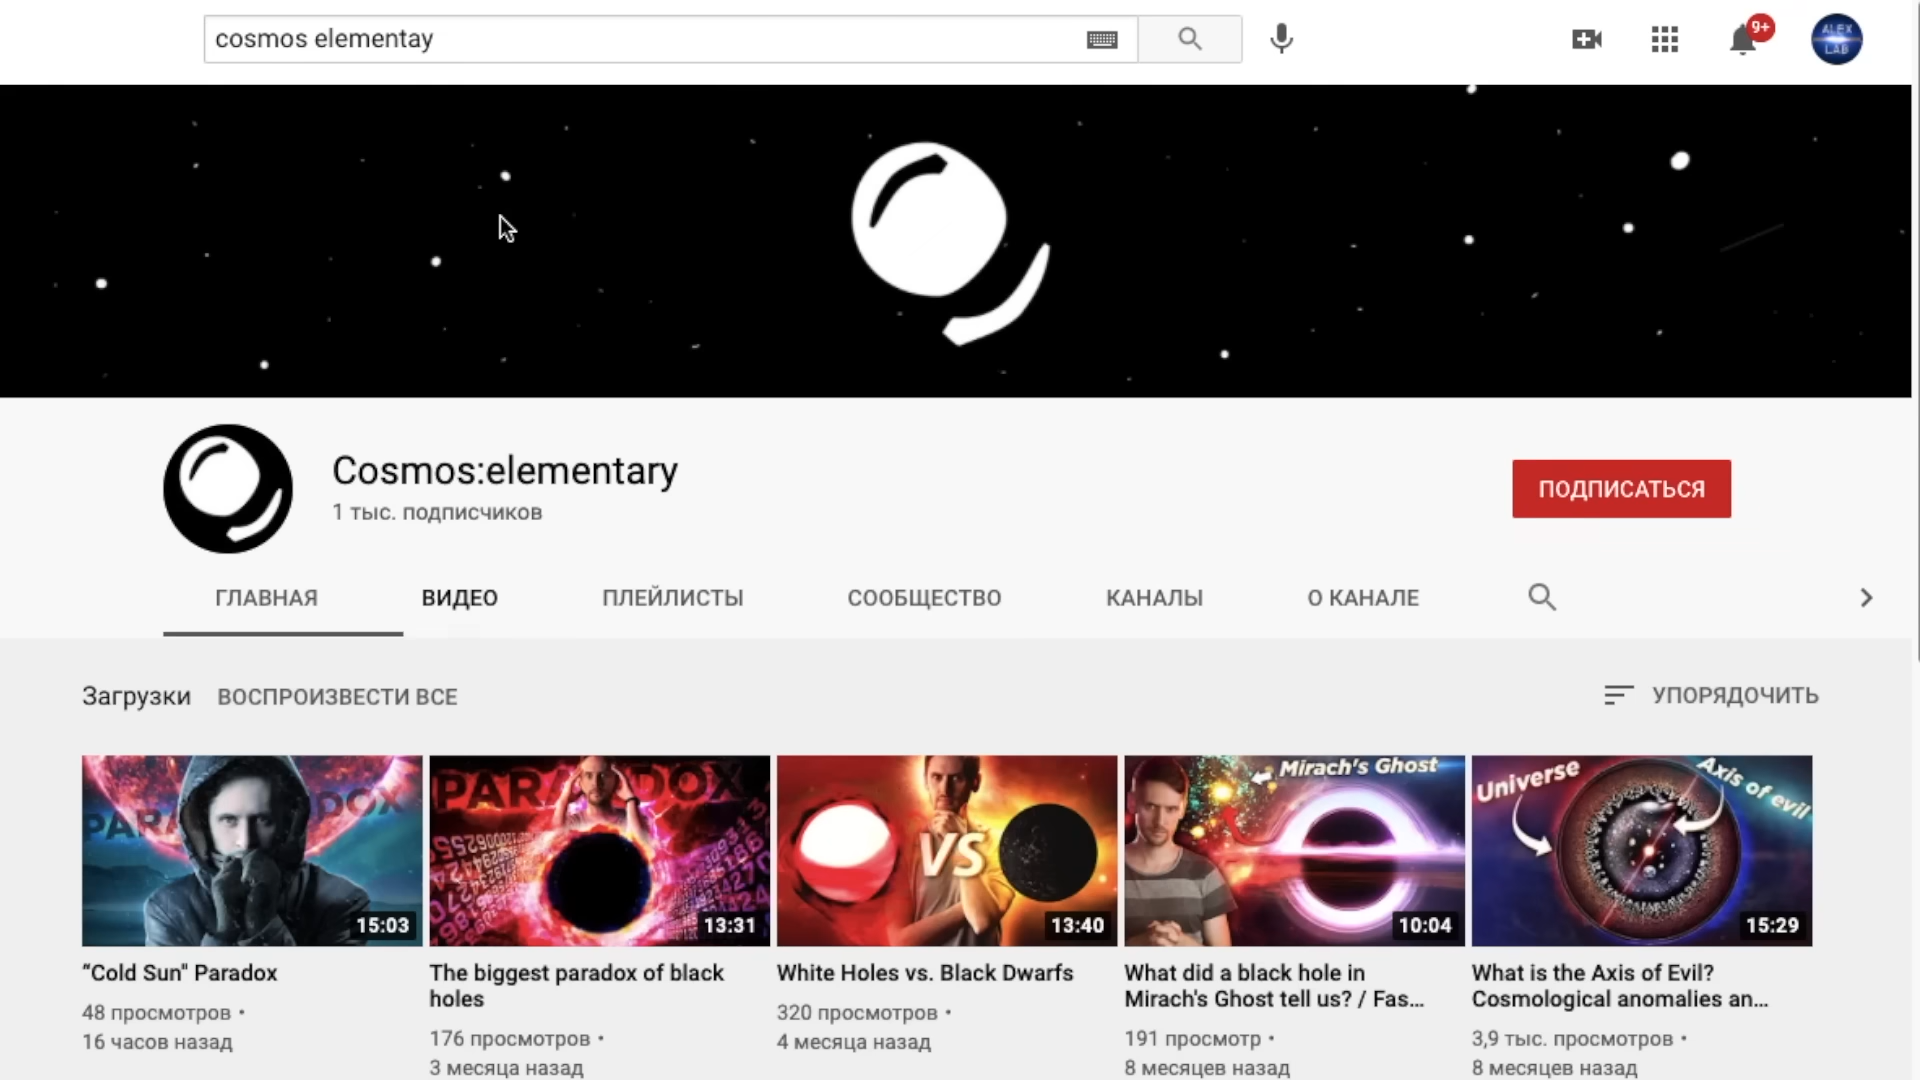 cosmos elementay
9+
ALEX
LAB
Cosmos:elementary
1 тыс. подписчиков
ПОДПИСАТЬСЯ
ГЛАВНАЯ
ВИДЕО
ПЛЕЙЛИСТЫ
СООБЩЕСТВО
КАНАЛЫ
О КАНАЛЕ
Загрузки
ВОСПРОИЗВЕСТИ ВСЕ
УПОРЯДОЧИТЬ
15:03
PARADOX
13:31
VS
13:40
Mirach's Ghost
10:04
Universe
Axis of evil
15:29
“Cold Sun" Paradox
48 просмотров •
16 часов назад
The biggest paradox of black
holes
176 просмотров •
3 месяца назад
White Holes vs. Black Dwarfs
320 просмотров •
4 месяца назад
What did a black hole in
Mirach's Ghost tell us? / Fas...
191 просмотр •
8 месяцев назад
What is the Axis of Evil?
Cosmological anomalies an...
3,9 тыс. просмотров •
8 месяцев назад